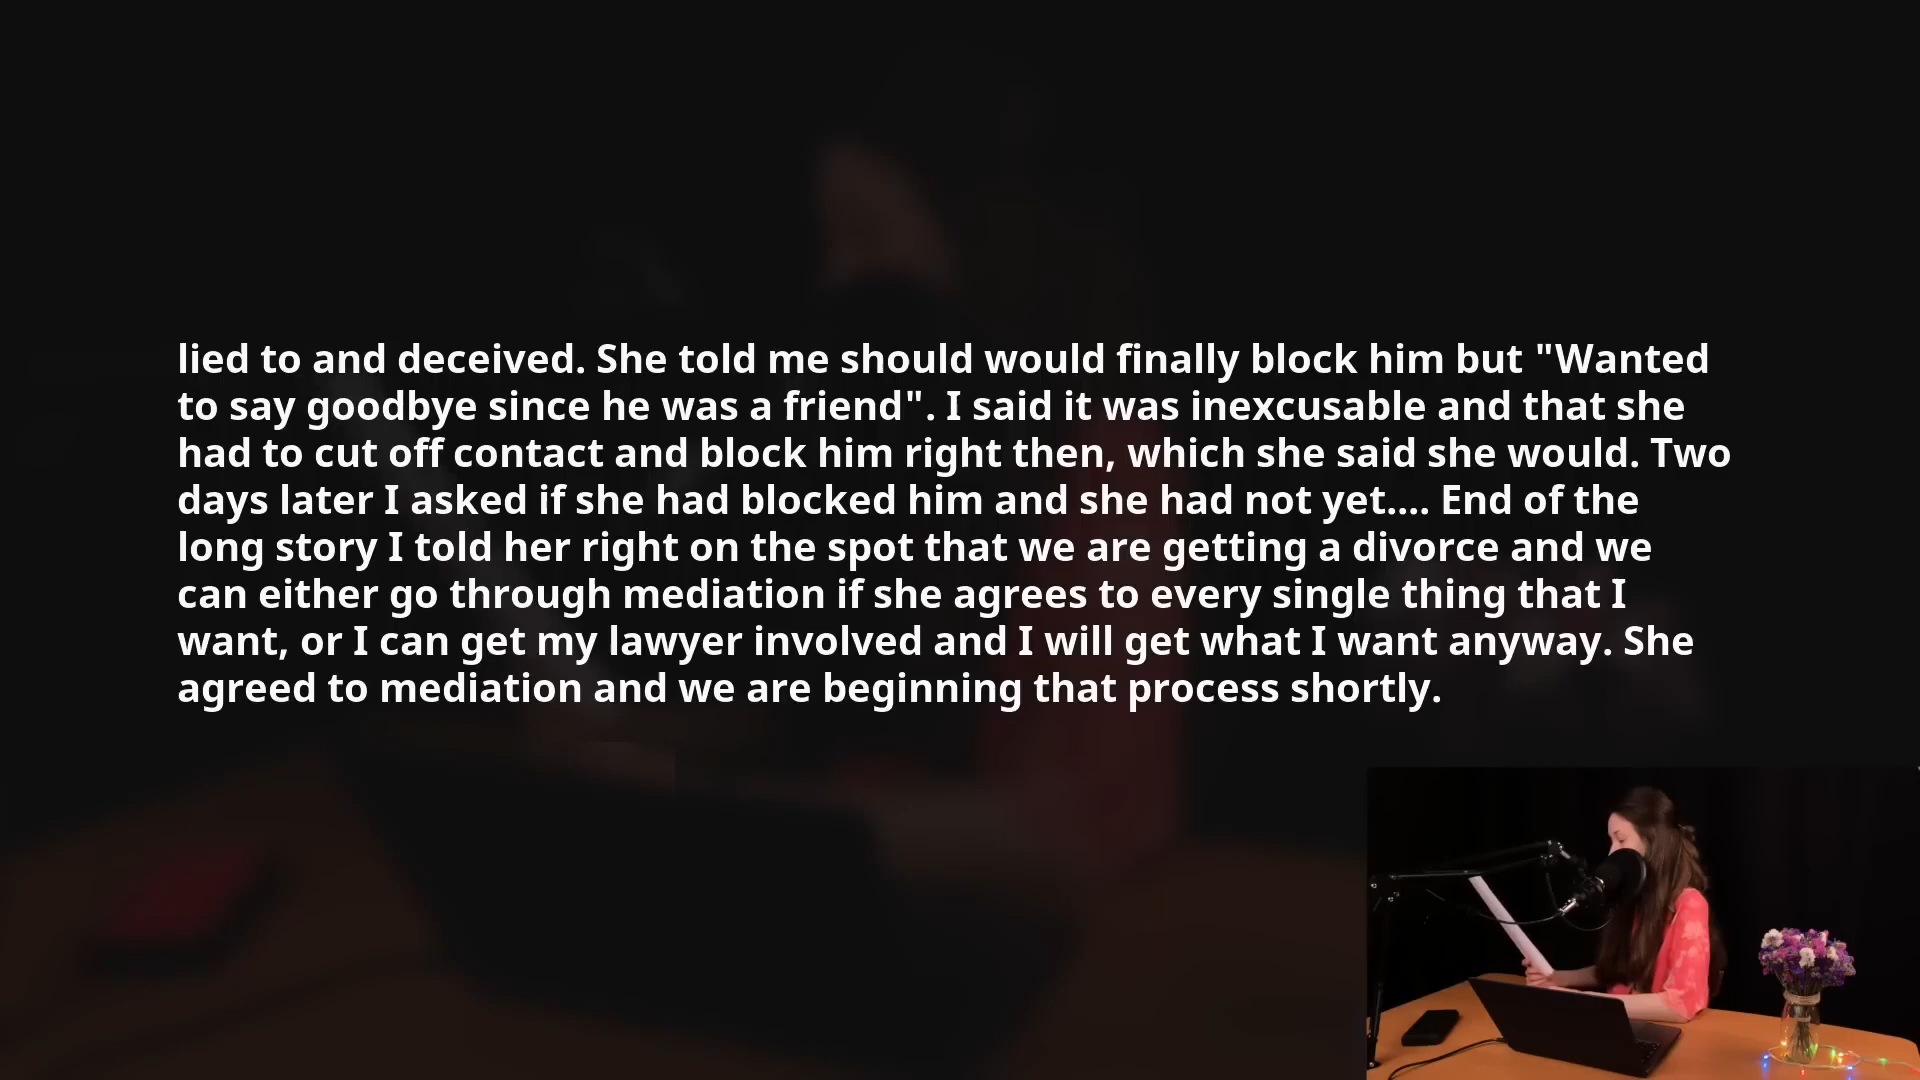 lied to and deceived. She told me should would finally block him but "Wanted
to say goodbye since he was a friend". I said it was inexcusable and that she
had to cut off contact and block him right then, which she said she would. Two
days later I asked if she had blocked him and she had not yet.... End of the
long story I told her right on the spot that we are getting a divorce and we
can either go through mediation if she agrees to every single thing that I
want, or I can get my lawyer involved and I will get what I want anyway. She
agreed to mediation and we are beginning that process shortly.